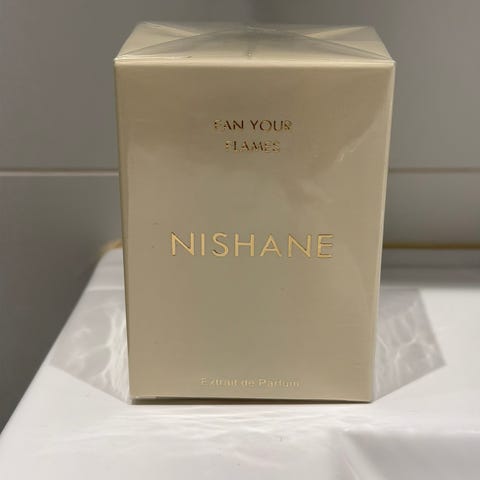 FAN YOUR
FLAMES
NISHANE
Extrait de Parfum